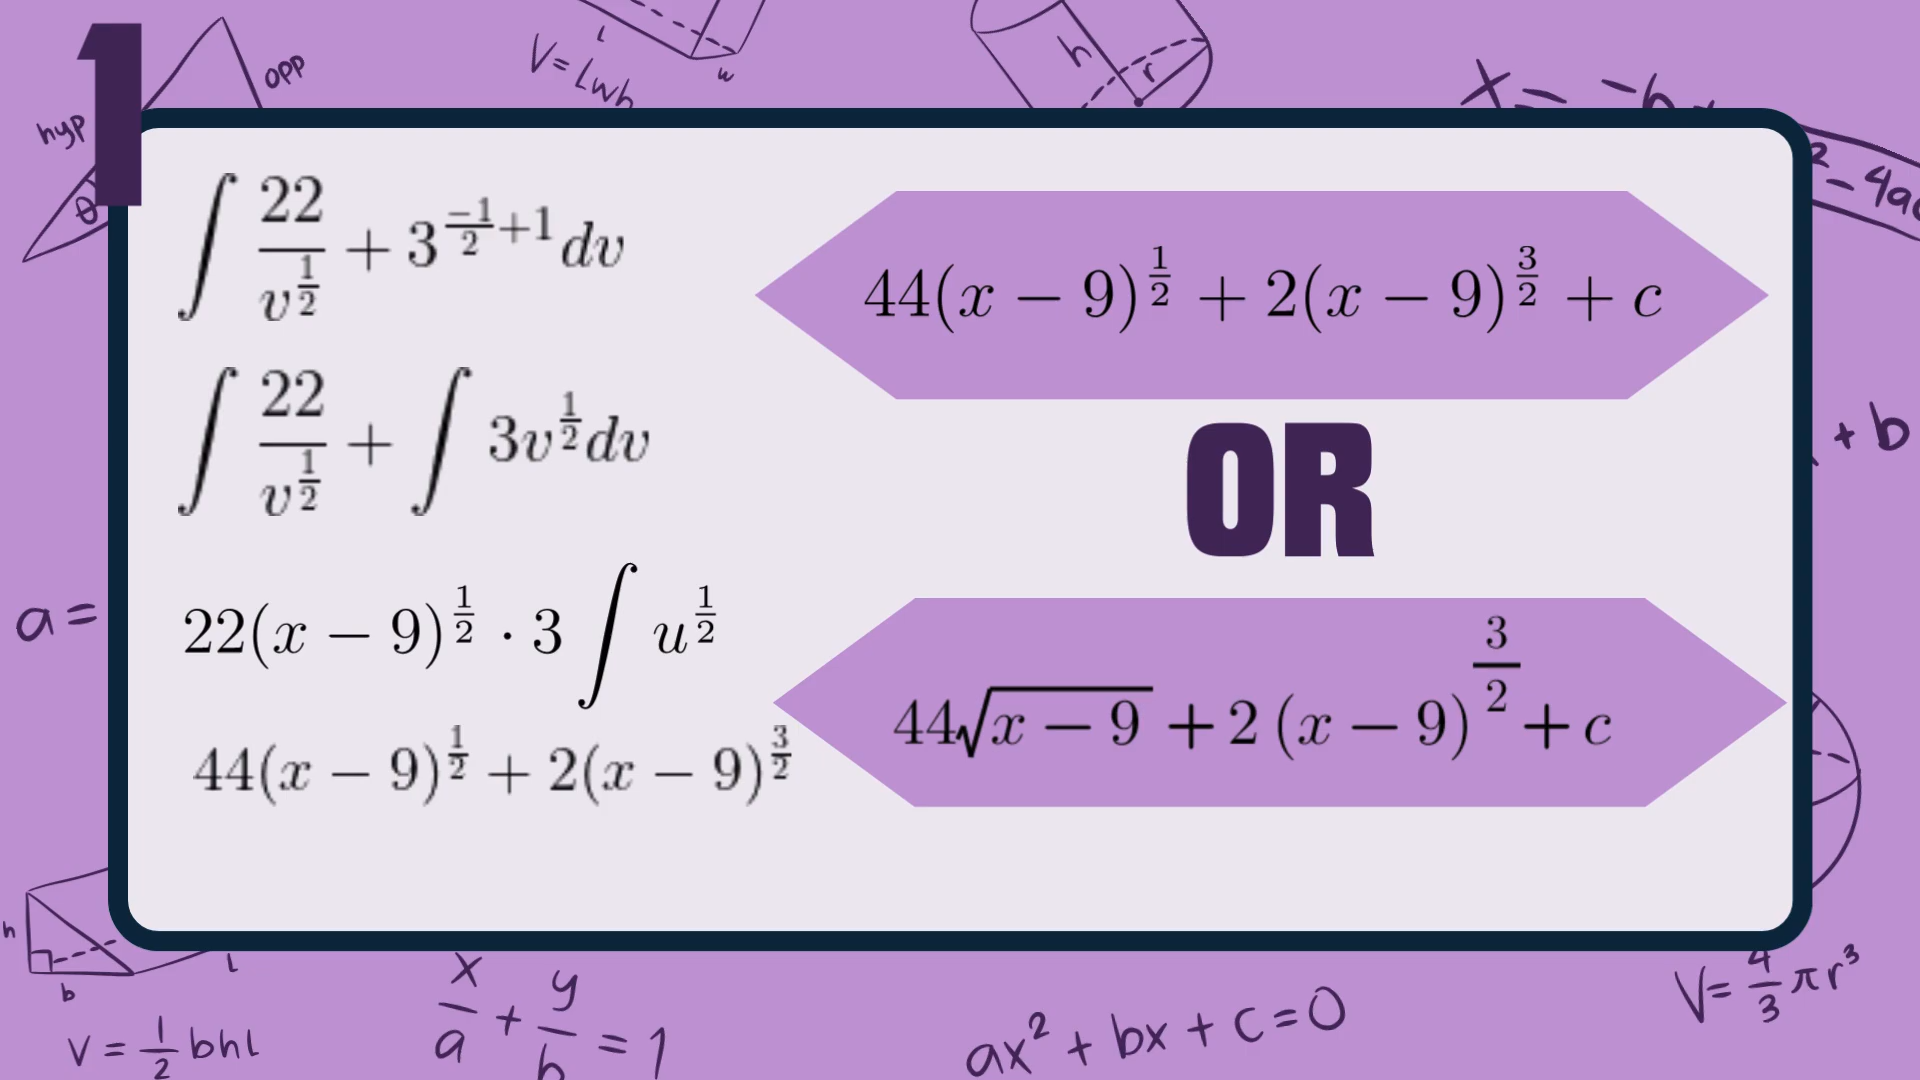 1
opp
hyp
θ
V = Lwh
L
w
h
r
x = -b +
2 - 4ac
∫ 22/v^(1/2) + 3^(-1/2 + 1) dv
∫ 22/v^(1/2) + ∫ 3v^(1/2) dv
22(x − 9)^(1/2) · 3 ∫ u^(1/2)
44(x − 9)^(1/2) + 2(x − 9)^(3/2)
44(x − 9)^(1/2) + 2(x − 9)^(3/2) + c
OR
44√(x − 9) + 2(x − 9)^(3/2) + c
+ b
a =
h
b
L
V = 1/2 bhl
x/a + y/b = 1
ax² + bx + c = 0
V = 4/3 πr³